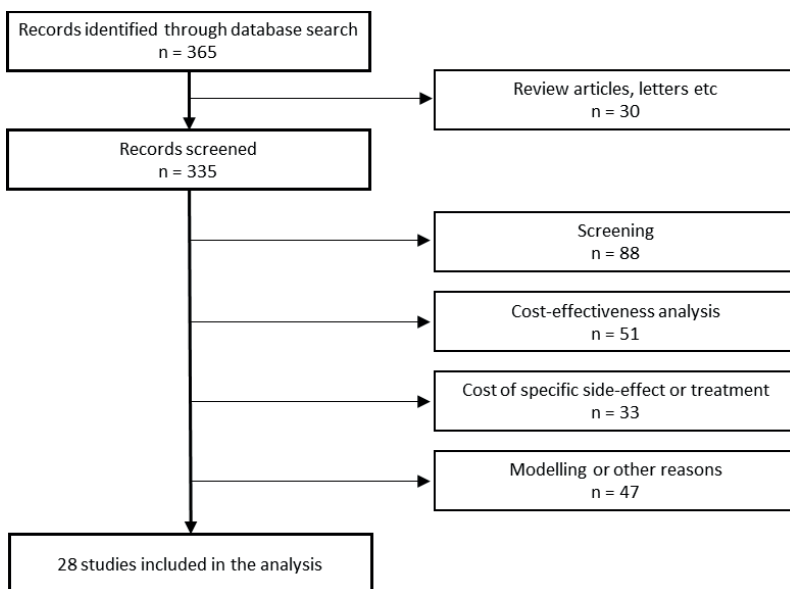 Records identified through database search
n = 365
Review articles, letters etc
n = 30
Records screened
n = 335
Screening
n = 88
Cost-effectiveness analysis
n = 51
Cost of specific side-effect or treatment
n = 33
Modelling or other reasons
n = 47
28 studies included in the analysis